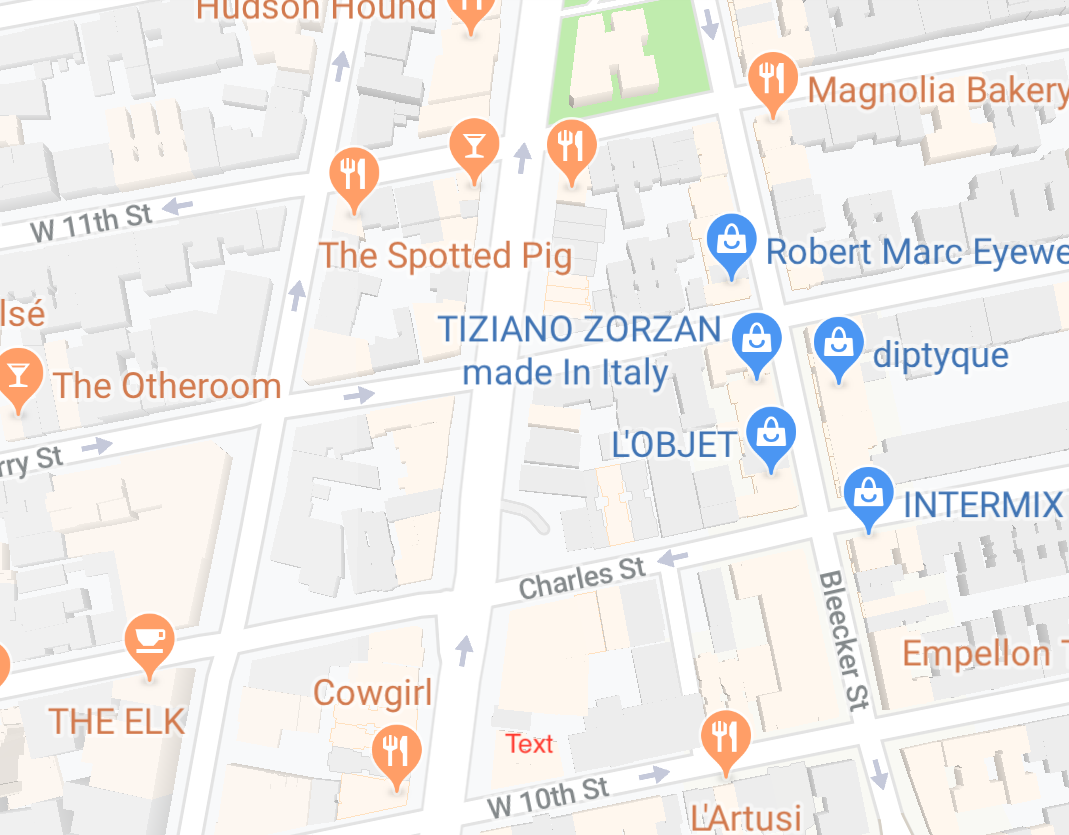 Hudson Hound
Magnolia Bakery
W 11th St
The Spotted Pig
Robert Marc Eyewe
lsé
TIZIANO ZORZAN
made In Italy
diptyque
The Otheroom
L'OBJET
rry St
INTERMIX
Charles St
Bleecker St
Empellon T
Cowgirl
THE ELK
Text
W 10th St
L'Artusi